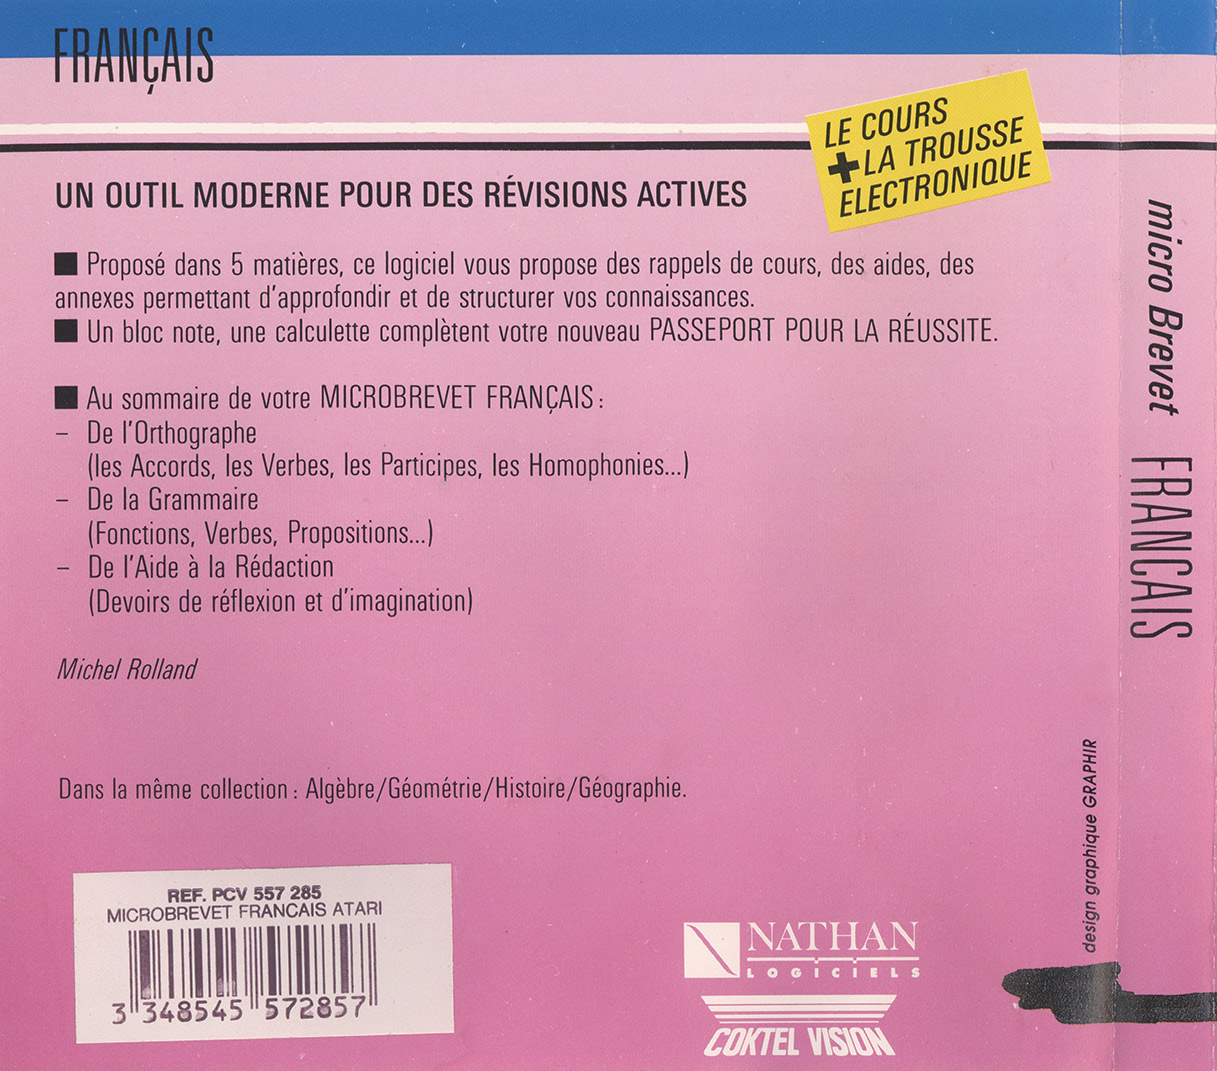 FRANÇAIS
LE COURS
+ LA TROUSSE
ELECTRONIQUE
UN OUTIL MODERNE POUR DES RÉVISIONS ACTIVES
■ Proposé dans 5 matières, ce logiciel vous propose des rappels de cours, des aides, des
annexes permettant d'approfondir et de structurer vos connaissances.
■ Un bloc note, une calculette complètent votre nouveau PASSEPORT POUR LA RÉUSSITE.
■ Au sommaire de votre MICROBREVET FRANÇAIS :
– De l'Orthographe
(les Accords, les Verbes, les Participes, les Homophonies...)
– De la Grammaire
(Fonctions, Verbes, Propositions...)
– De l'Aide à la Rédaction
(Devoirs de réflexion et d'imagination)
Michel Rolland
Dans la même collection : Algèbre/Géométrie/Histoire/Géographie.
REF. PCV 557 285
MICROBREVET FRANCAIS ATARI
3 348545 572857
NATHAN
LOGICIELS
COKTEL VISION
design graphique GRAPHIR
micro Brevet FRANCAIS